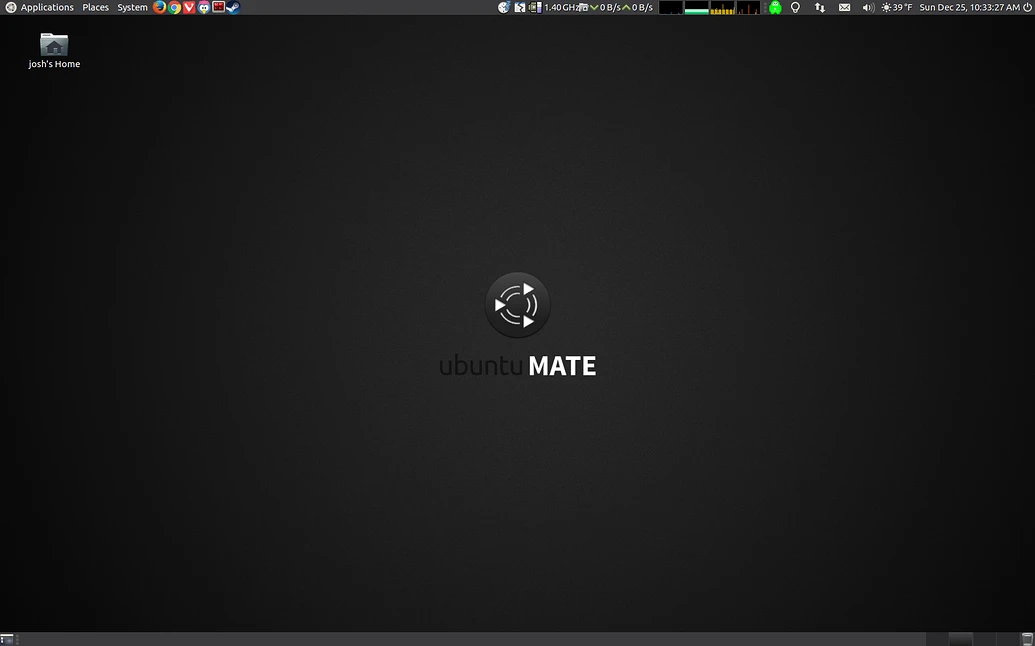 Applications Places System 1.40 GHz 0 B/s 0 B/s 39 °F Sun Dec 25, 10:33:27 AM
josh's Home
ubuntu MATE